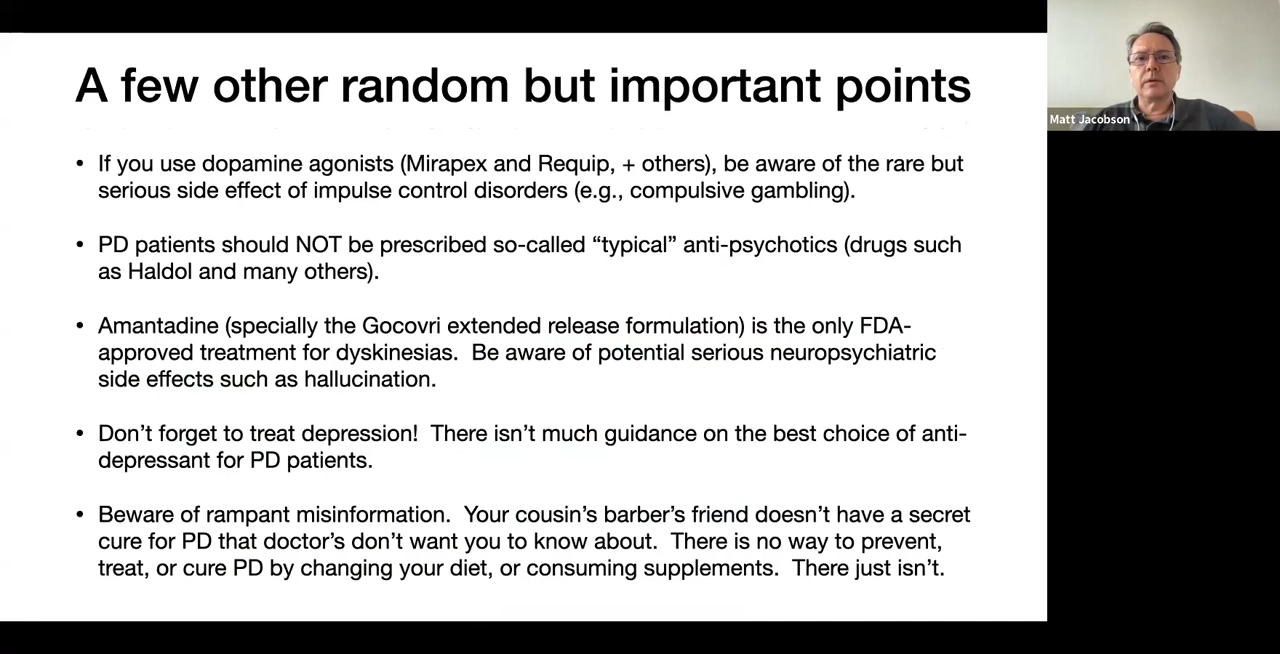 A few other random but important points
• If you use dopamine agonists (Mirapex and Requip, + others), be aware of the rare but
serious side effect of impulse control disorders (e.g., compulsive gambling).
• PD patients should NOT be prescribed so-called “typical” anti-psychotics (drugs such
as Haldol and many others).
• Amantadine (specially the Gocovri extended release formulation) is the only FDA-
approved treatment for dyskinesias.  Be aware of potential serious neuropsychiatric
side effects such as hallucination.
• Don’t forget to treat depression!  There isn’t much guidance on the best choice of anti-
depressant for PD patients.
• Beware of rampant misinformation.  Your cousin’s barber’s friend doesn’t have a secret
cure for PD that doctor’s don’t want you to know about.  There is no way to prevent,
treat, or cure PD by changing your diet, or consuming supplements.  There just isn’t.
Matt Jacobson